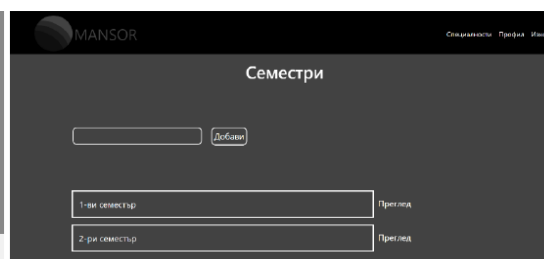 MANSOR
Специалности Профил
Семестри
Добави
1-ви семестър Преглед
2-ри семестър Преглед